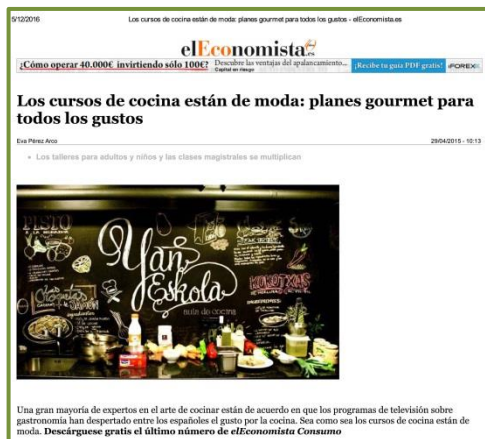 5/12/2016 Los cursos de cocina están de moda: planes gourmet para todos los gustos - elEconomista.es
elEconomista.es
¿Cómo operar 40.000€ invirtiendo sólo 100€? Descubre las ventajas del apalancamiento... ¡Recibe tu guía PDF gratis! iFOREX
Capital en riesgo
Los cursos de cocina están de moda: planes gourmet para
todos los gustos
Eva Pérez Arco 29/04/2015 - 10:13
• Los talleres para adultos y niños y las clases magistrales se multiplican
PISTO
Yan
Eskola
aula de cocina
KOKOTXAS
Croquetas
INGREDIENTES
Una gran mayoría de expertos en el arte de cocinar están de acuerdo en que los programas de televisión sobre
gastronomía han despertado entre los españoles el gusto por la cocina. Sea como sea los cursos de cocina están de
moda. Descárguese gratis el último número de elEconomista Consumo